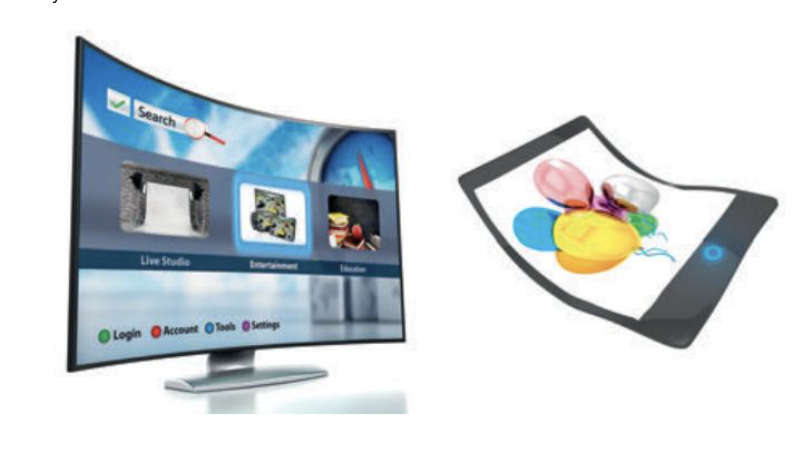 Search
Live Studio Entertainment Education
Login Account Tools Settings